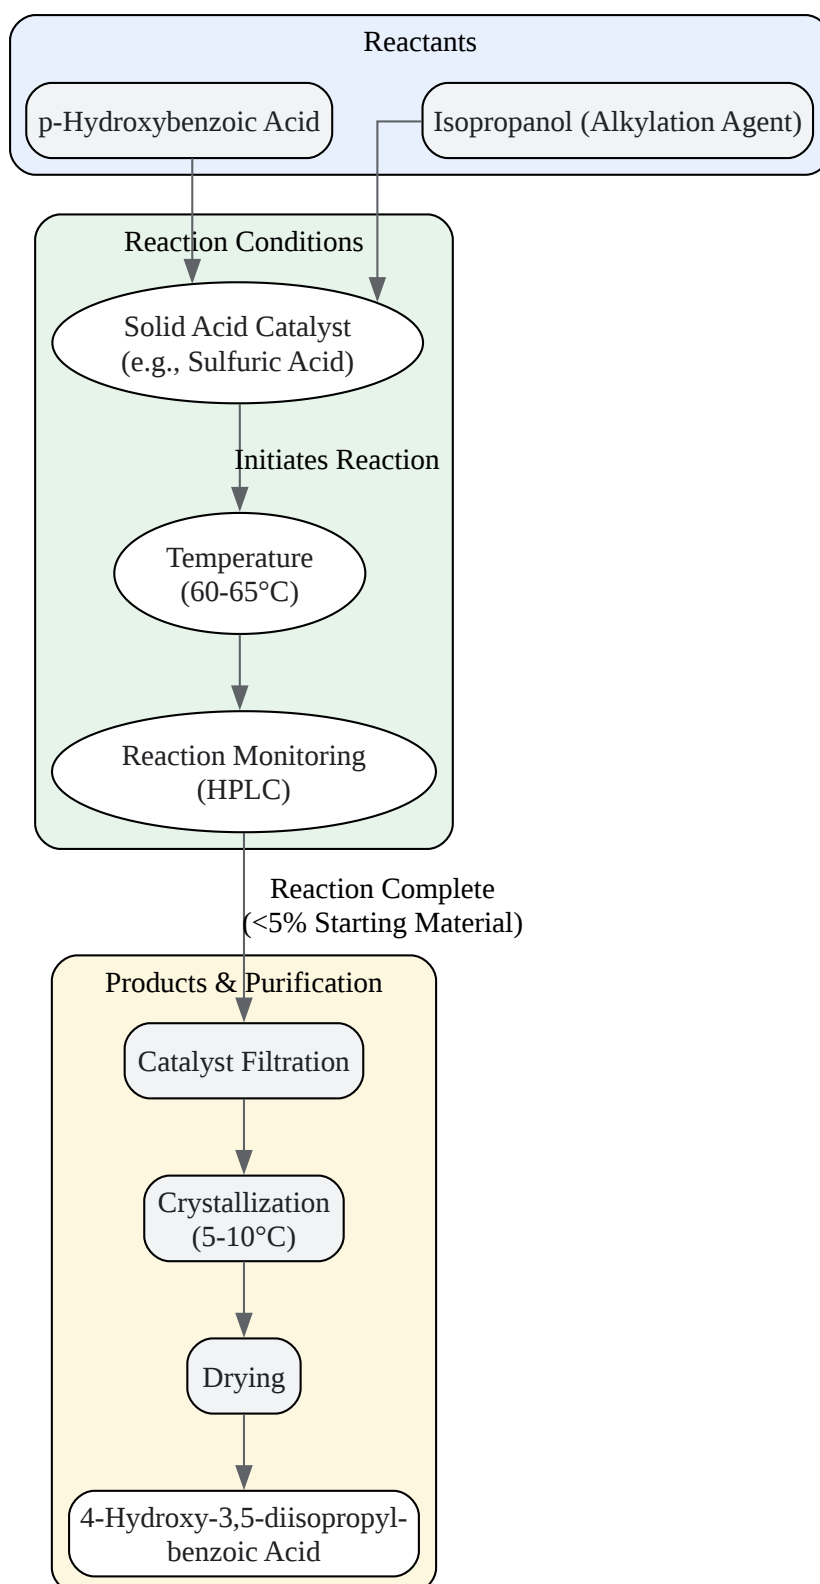 Reactants
p-Hydroxybenzoic Acid
Isopropanol (Alkylation Agent)
Reaction Conditions
Solid Acid Catalyst
(e.g., Sulfuric Acid)
Initiates Reaction
Temperature
(60-65°C)
Reaction Monitoring
(HPLC)
Reaction Complete
(<5% Starting Material)
Products & Purification
Catalyst Filtration
Crystallization
(5-10°C)
Drying
4-Hydroxy-3,5-diisopropyl-
benzoic Acid